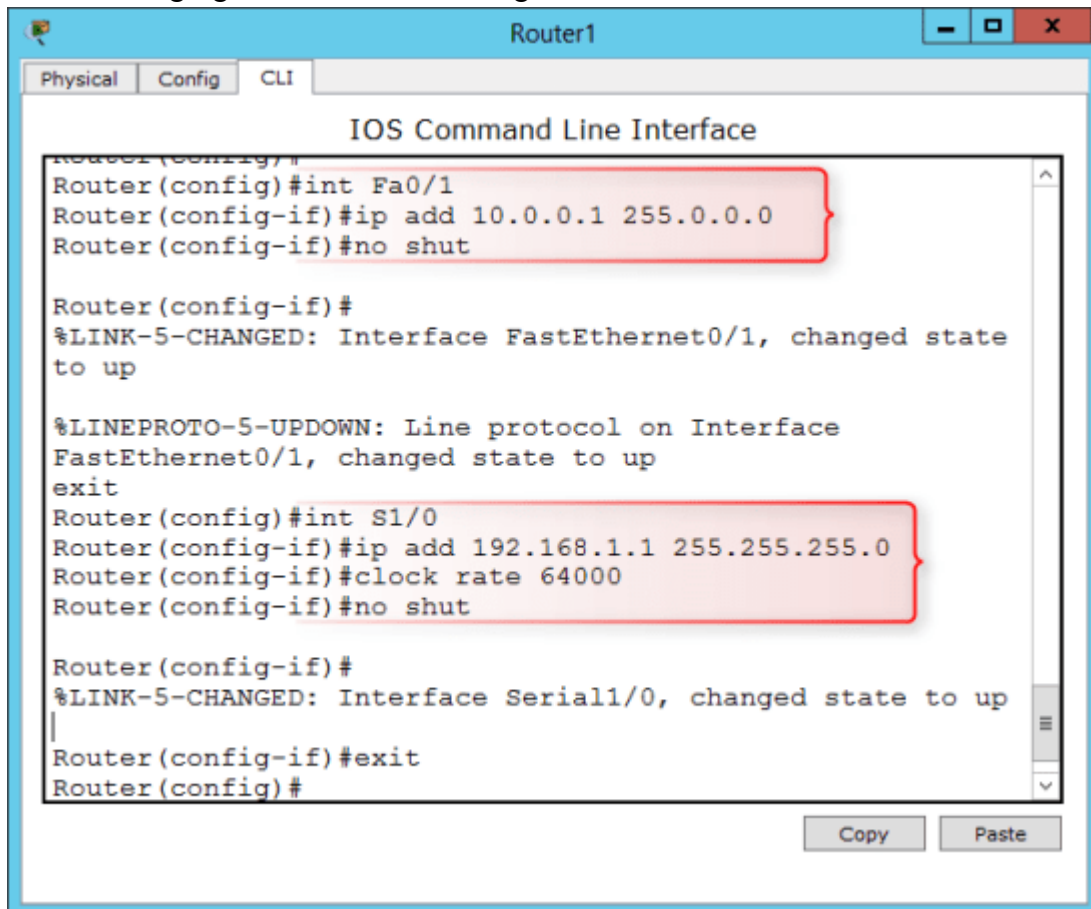 Router1
Physical Config CLI
IOS Command Line Interface
Router(config)#
Router(config)#int Fa0/1
Router(config-if)#ip add 10.0.0.1 255.0.0.0
Router(config-if)#no shut
Router(config-if)#
%LINK-5-CHANGED: Interface FastEthernet0/1, changed state
to up
%LINEPROTO-5-UPDOWN: Line protocol on Interface
FastEthernet0/1, changed state to up
exit
Router(config)#int S1/0
Router(config-if)#ip add 192.168.1.1 255.255.255.0
Router(config-if)#clock rate 64000
Router(config-if)#no shut
Router(config-if)#
%LINK-5-CHANGED: Interface Serial1/0, changed state to up
Router(config-if)#exit
Router(config)#
Copy Paste